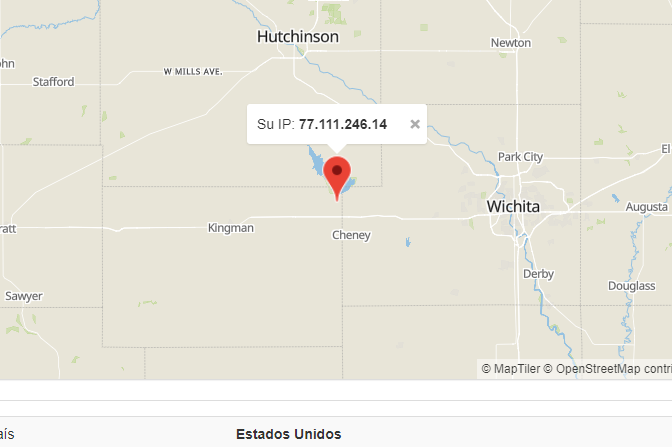 Hutchinson
Newton
ohn
W MILLS AVE.
Stafford
Su IP: 77.111.246.14 ×
Park City
El
Wichita
Augusta
ratt
Kingman
Cheney
Derby
Douglass
Sawyer
© MapTiler © OpenStreetMap contri
aís Estados Unidos